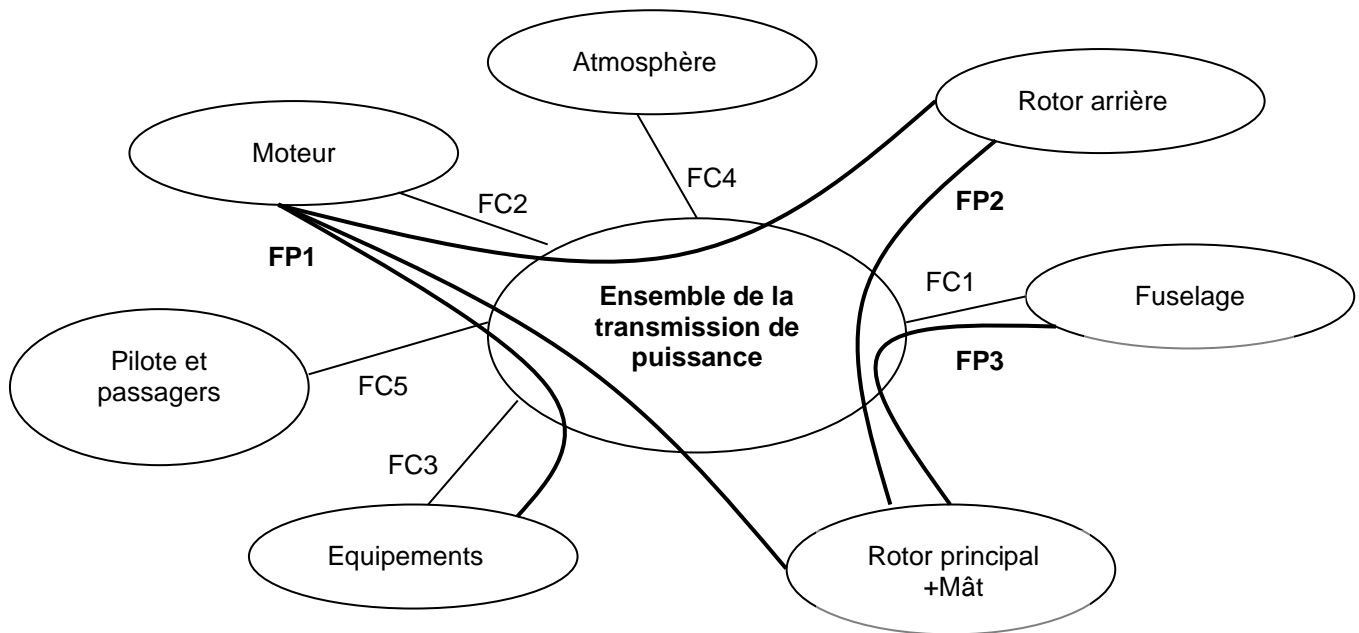 Atmosphère
Rotor arrière
Moteur
FC4
FC2
FP2
FP1
FC1
Ensemble de la
transmission de
puissance
Fuselage
Pilote et
passagers
FP3
FC5
FC3
Equipements
Rotor principal
+Mât